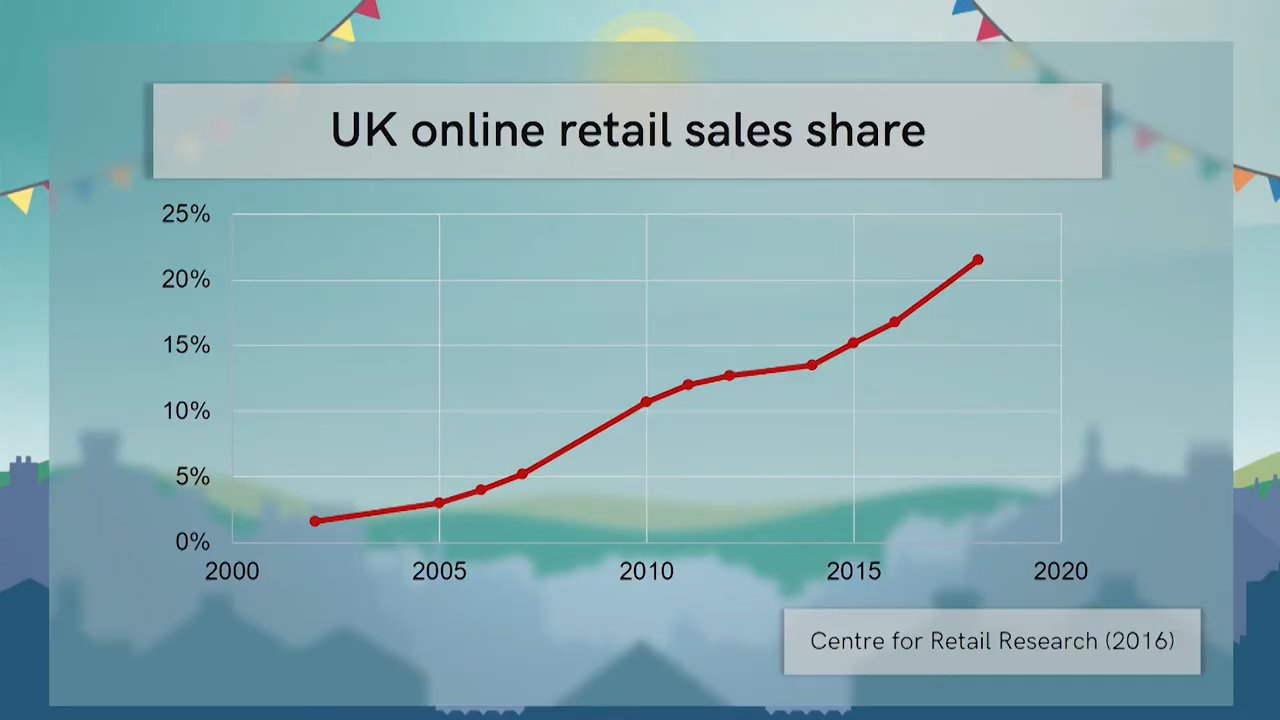 UK online retail sales share
25%
20%
15%
10%
5%
0%
2000 2005 2010 2015 2020
Centre for Retail Research (2016)